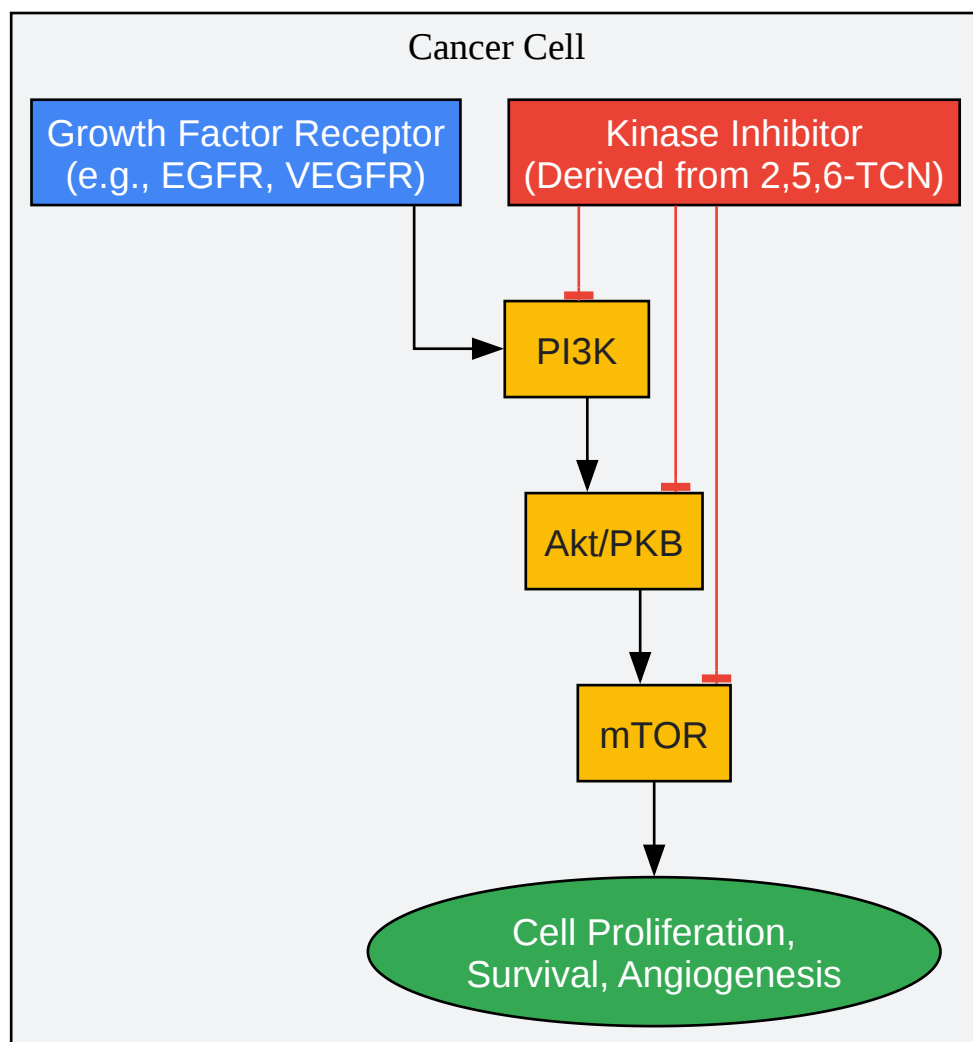 Cancer Cell
Growth Factor Receptor
(e.g., EGFR, VEGFR)
Kinase Inhibitor
(Derived from 2,5,6-TCN)
PI3K
Akt/PKB
mTOR
Cell Proliferation,
Survival, Angiogenesis